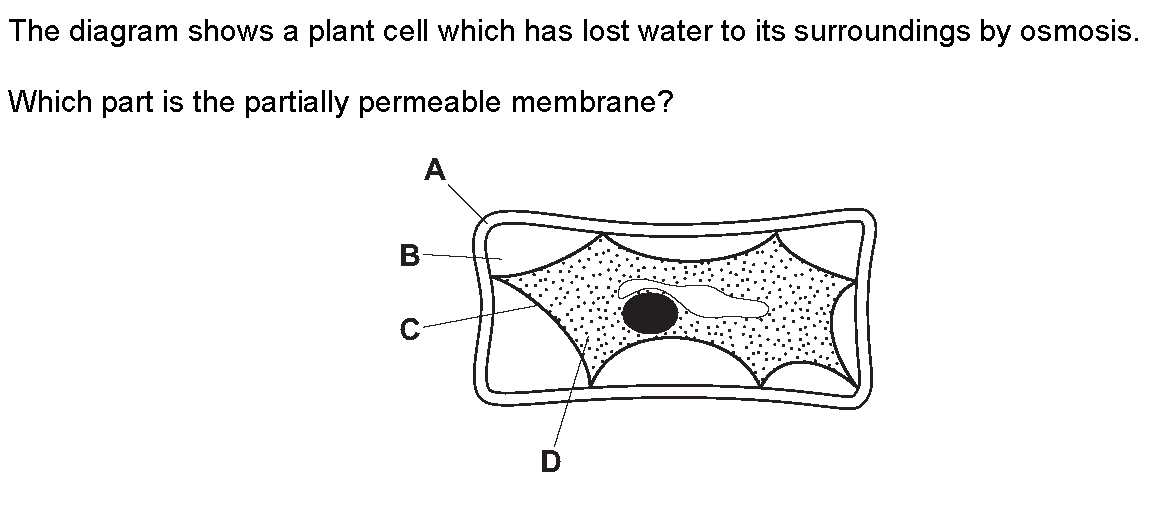 The diagram shows a plant cell which has lost water to its surroundings by osmosis.
Which part is the partially permeable membrane?
A
B
C
D